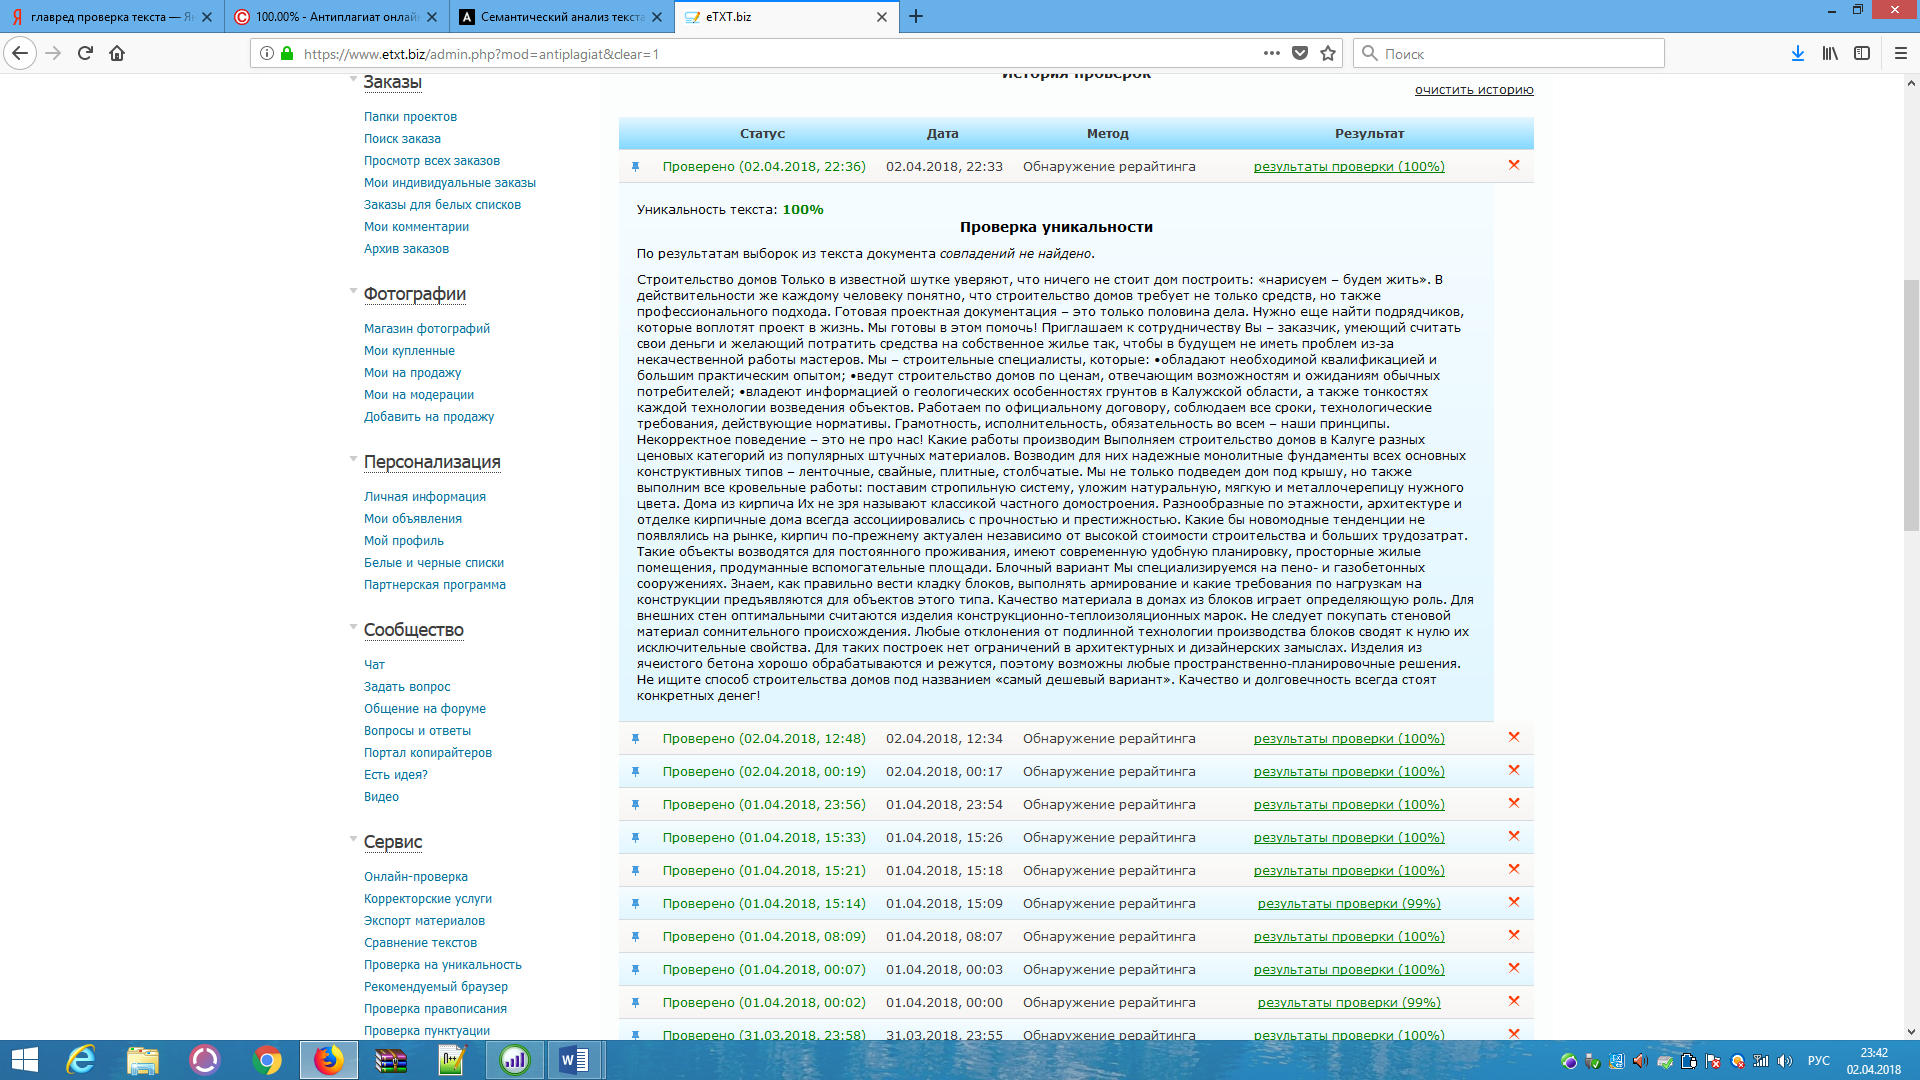 главред проверка текста — Ян
100.00% - Антиплагиат онлайн
Семантический анализ текста
eTXT.biz
https://www.etxt.biz/admin.php?mod=antiplagiat&clear=1
Поиск
Заказы
Папки проектов
Поиск заказа
Просмотр всех заказов
Мои индивидуальные заказы
Заказы для белых списков
Мои комментарии
Архив заказов
Фотографии
Магазин фотографий
Мои купленные
Мои на продажу
Мои на модерации
Добавить на продажу
Персонализация
Личная информация
Мои объявления
Мой профиль
Белые и черные списки
Партнерская программа
Сообщество
Чат
Задать вопрос
Общение на форуме
Вопросы и ответы
Портал копирайтеров
Есть идея?
Видео
Сервис
Онлайн-проверка
Корректорские услуги
Экспорт материалов
Сравнение текстов
Проверка на уникальность
Рекомендуемый браузер
Проверка правописания
Проверка пунктуации
История проверок
очистить историю
Статус Дата Метод Результат
Проверено (02.04.2018, 22:36) 02.04.2018, 22:33 Обнаружение рерайтинга результаты проверки (100%)
Уникальность текста: 100%
Проверка уникальности
По результатам выборок из текста документа совпадений не найдено.
Строительство домов Только в известной шутке уверяют, что ничего не стоит дом построить: «нарисуем – будем жить». В
действительности же каждому человеку понятно, что строительство домов требует не только средств, но также
профессионального подхода. Готовая проектная документация – это только половина дела. Нужно еще найти подрядчиков,
которые воплотят проект в жизнь. Мы готовы в этом помочь! Приглашаем к сотрудничеству Вы – заказчик, умеющий считать
свои деньги и желающий потратить средства на собственное жилье так, чтобы в будущем не иметь проблем из-за
некачественной работы мастеров. Мы – строительные специалисты, которые: •обладают необходимой квалификацией и
большим практическим опытом; •ведут строительство домов по ценам, отвечающим возможностям и ожиданиям обычных
потребителей; •владеют информацией о геологических особенностях грунтов в Калужской области, а также тонкостях
каждой технологии возведения объектов. Работаем по официальному договору, соблюдаем все сроки, технологические
требования, действующие нормативы. Грамотность, исполнительность, обязательность во всем – наши принципы.
Некорректное поведение – это не про нас! Какие работы производим Выполняем строительство домов в Калуге разных
ценовых категорий из популярных штучных материалов. Возводим для них надежные монолитные фундаменты всех основных
конструктивных типов – ленточные, свайные, плитные, столбчатые. Мы не только подведем дом под крышу, но также
выполним все кровельные работы: поставим стропильную систему, уложим натуральную, мягкую и металлочерепицу нужного
цвета. Дома из кирпича Их не зря называют классикой частного домостроения. Разнообразные по этажности, архитектуре и
отделке кирпичные дома всегда ассоциировались с прочностью и престижностью. Какие бы новомодные тенденции не
появлялись на рынке, кирпич по-прежнему актуален независимо от высокой стоимости строительства и больших трудозатрат.
Такие объекты возводятся для постоянного проживания, имеют современную удобную планировку, просторные жилые
помещения, продуманные вспомогательные площади. Блочный вариант Мы специализируемся на пено- и газобетонных
сооружениях. Знаем, как правильно вести кладку блоков, выполнять армирование и какие требования по нагрузкам на
конструкции предъявляются для объектов этого типа. Качество материала в домах из блоков играет определяющую роль. Для
внешних стен оптимальными считаются изделия конструкционно-теплоизоляционных марок. Не следует покупать стеновой
материал сомнительного происхождения. Любые отклонения от подлинной технологии производства блоков сводят к нулю их
исключительные свойства. Для таких построек нет ограничений в архитектурных и дизайнерских замыслах. Изделия из
ячеистого бетона хорошо обрабатываются и режутся, поэтому возможны любые пространственно-планировочные решения.
Не ищите способ строительства домов под названием «самый дешевый вариант». Качество и долговечность всегда стоят
конкретных денег!
Проверено (02.04.2018, 12:48) 02.04.2018, 12:34 Обнаружение рерайтинга результаты проверки (100%)
Проверено (02.04.2018, 00:19) 02.04.2018, 00:17 Обнаружение рерайтинга результаты проверки (100%)
Проверено (01.04.2018, 23:56) 01.04.2018, 23:54 Обнаружение рерайтинга результаты проверки (100%)
Проверено (01.04.2018, 15:33) 01.04.2018, 15:26 Обнаружение рерайтинга результаты проверки (100%)
Проверено (01.04.2018, 15:21) 01.04.2018, 15:18 Обнаружение рерайтинга результаты проверки (100%)
Проверено (01.04.2018, 15:14) 01.04.2018, 15:09 Обнаружение рерайтинга результаты проверки (99%)
Проверено (01.04.2018, 08:09) 01.04.2018, 08:07 Обнаружение рерайтинга результаты проверки (100%)
Проверено (01.04.2018, 00:07) 01.04.2018, 00:03 Обнаружение рерайтинга результаты проверки (100%)
Проверено (01.04.2018, 00:02) 01.04.2018, 00:00 Обнаружение рерайтинга результаты проверки (99%)
Проверено (31.03.2018, 23:58) 31.03.2018, 23:55 Обнаружение рерайтинга результаты проверки (100%)
РУС
23:42
02.04.2018